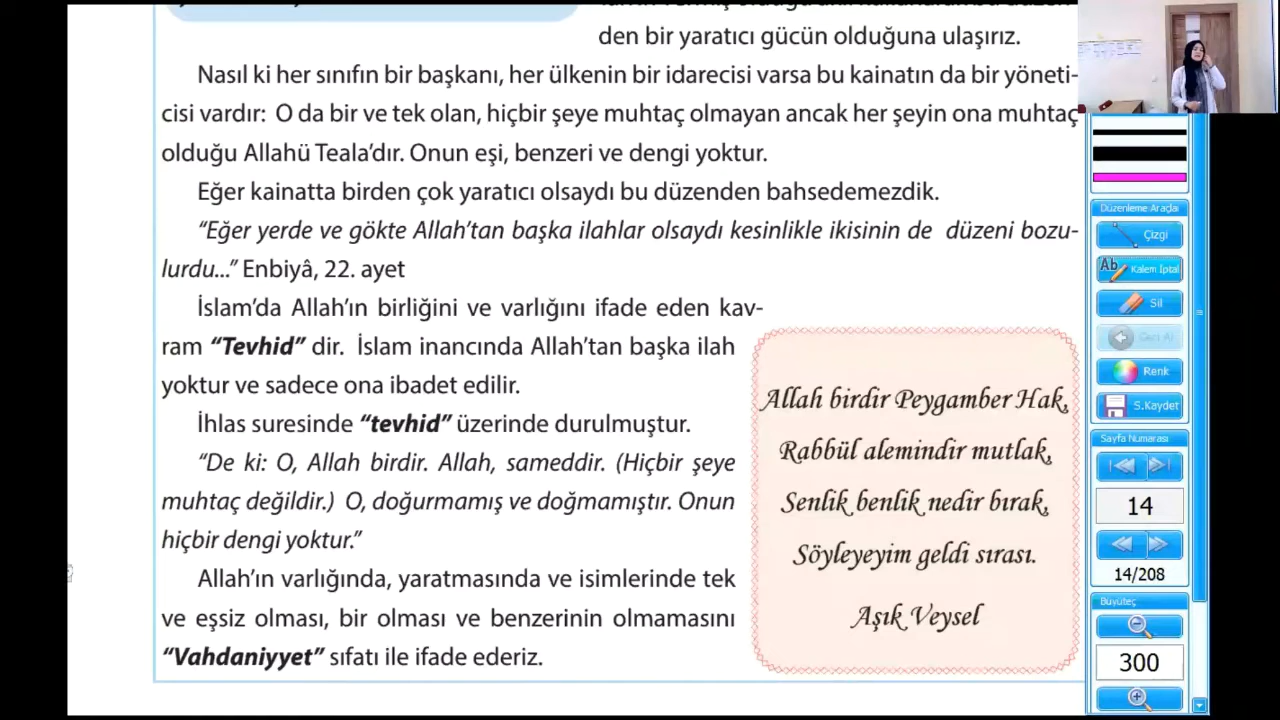 den bir yaratıcı gücün olduğuna ulaşırız.
Nasıl ki her sınıfın bir başkanı, her ülkenin bir idarecisi varsa bu kainatın da bir yöneti-
cisi vardır: O da bir ve tek olan, hiçbir şeye muhtaç olmayan ancak her şeyin ona muhtaç
olduğu Allahü Teala’dır. Onun eşi, benzeri ve dengi yoktur.
Eğer kainatta birden çok yaratıcı olsaydı bu düzenden bahsedemezdik.
“Eğer yerde ve gökte Allah’tan başka ilahlar olsaydı kesinlikle ikisinin de düzeni bozu-
lurdu...” Enbiyâ, 22. ayet
İslam’da Allah’ın birliğini ve varlığını ifade eden kav-
ram “Tevhid” dir. İslam inancında Allah’tan başka ilah
yoktur ve sadece ona ibadet edilir.
İhlas suresinde “tevhid” üzerinde durulmuştur.
“De ki: O, Allah birdir. Allah, sameddir. (Hiçbir şeye
muhtaç değildir.) O, doğurmamış ve doğmamıştır. Onun
hiçbir dengi yoktur.”
Allah’ın varlığında, yaratmasında ve isimlerinde tek
ve eşsiz olması, bir olması ve benzerinin olmamasını
“Vahdaniyyet” sıfatı ile ifade ederiz.
Allah birdir Peygamber Hak,
Rabbül alemindir mutlak,
Senlik benlik nedir bırak,
Söyleyeyim geldi sırası.
Aşık Veysel
Düzenleme Araçları
Çizgi
Ab Kalem İptal
Sil
Geri Al
Renk
S.Kaydet
Sayfa Numarası
14
14/208
Büyüteç
300